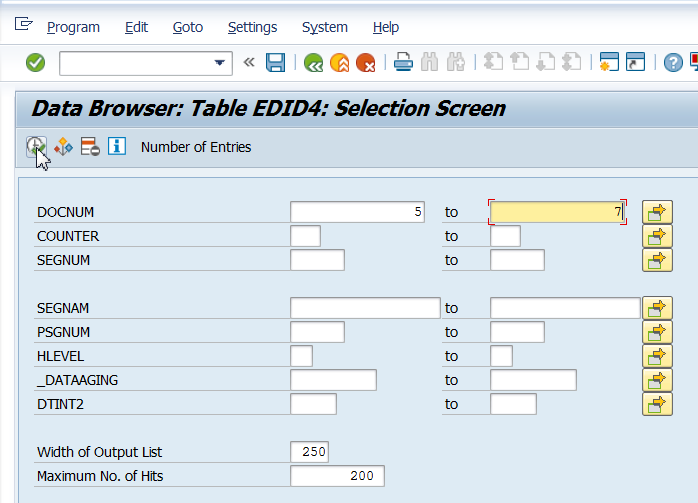 Program Edit Goto Settings System Help
Data Browser: Table EDID4: Selection Screen
Number of Entries
DOCNUM 5 to 7
COUNTER to
SEGNUM to
SEGNAM to
PSGNUM to
HLEVEL to
_DATAAGING to
DTINT2 to
Width of Output List 250
Maximum No. of Hits 200